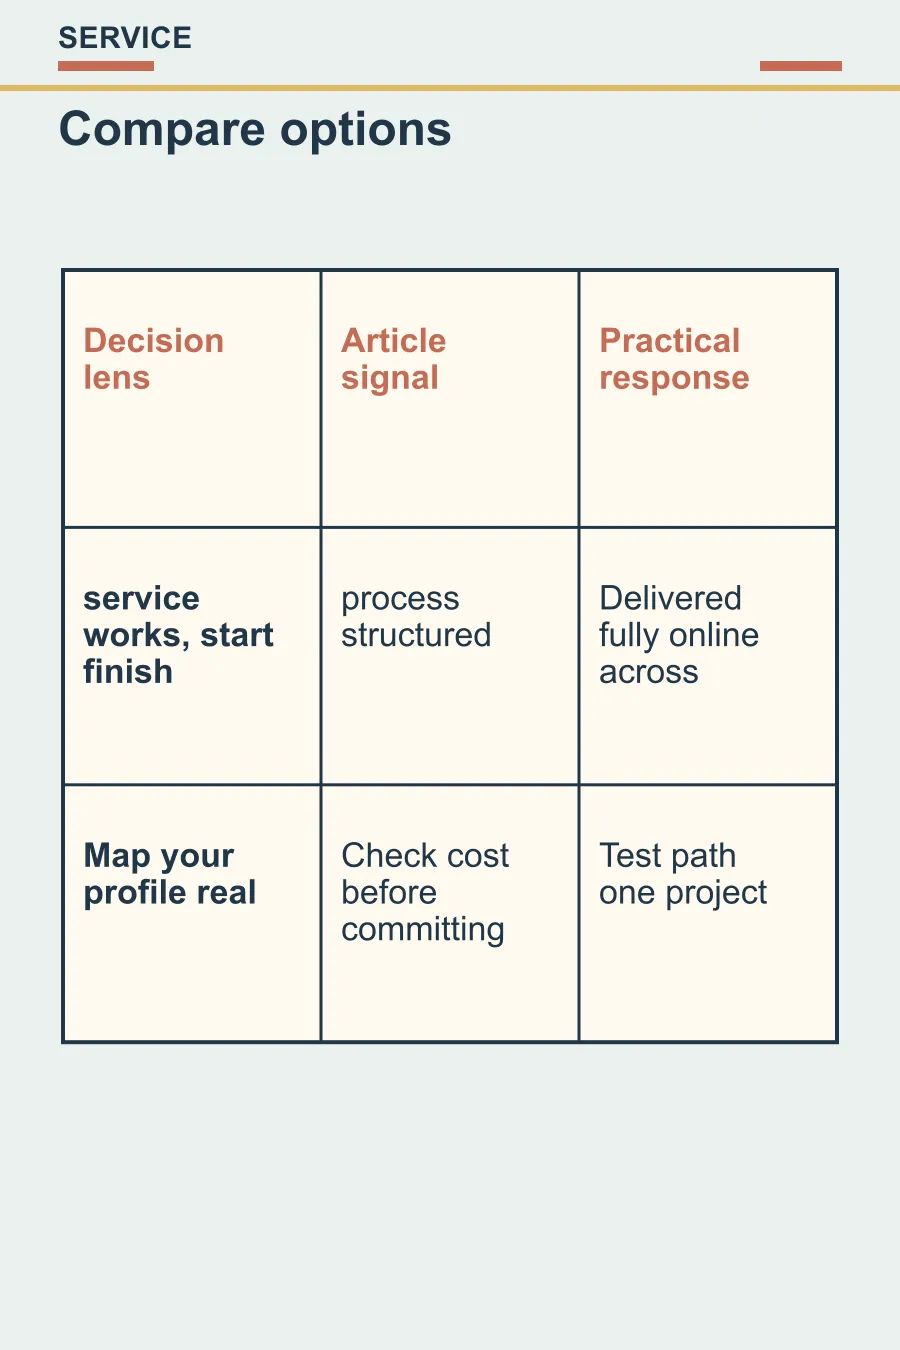 SERVICE
Compare options
Decision
lens
Article
signal
Practical
response
service
works, start
finish
process
structured
Delivered
fully online
across
Map your
profile real
Check cost
before
committing
Test path
one project